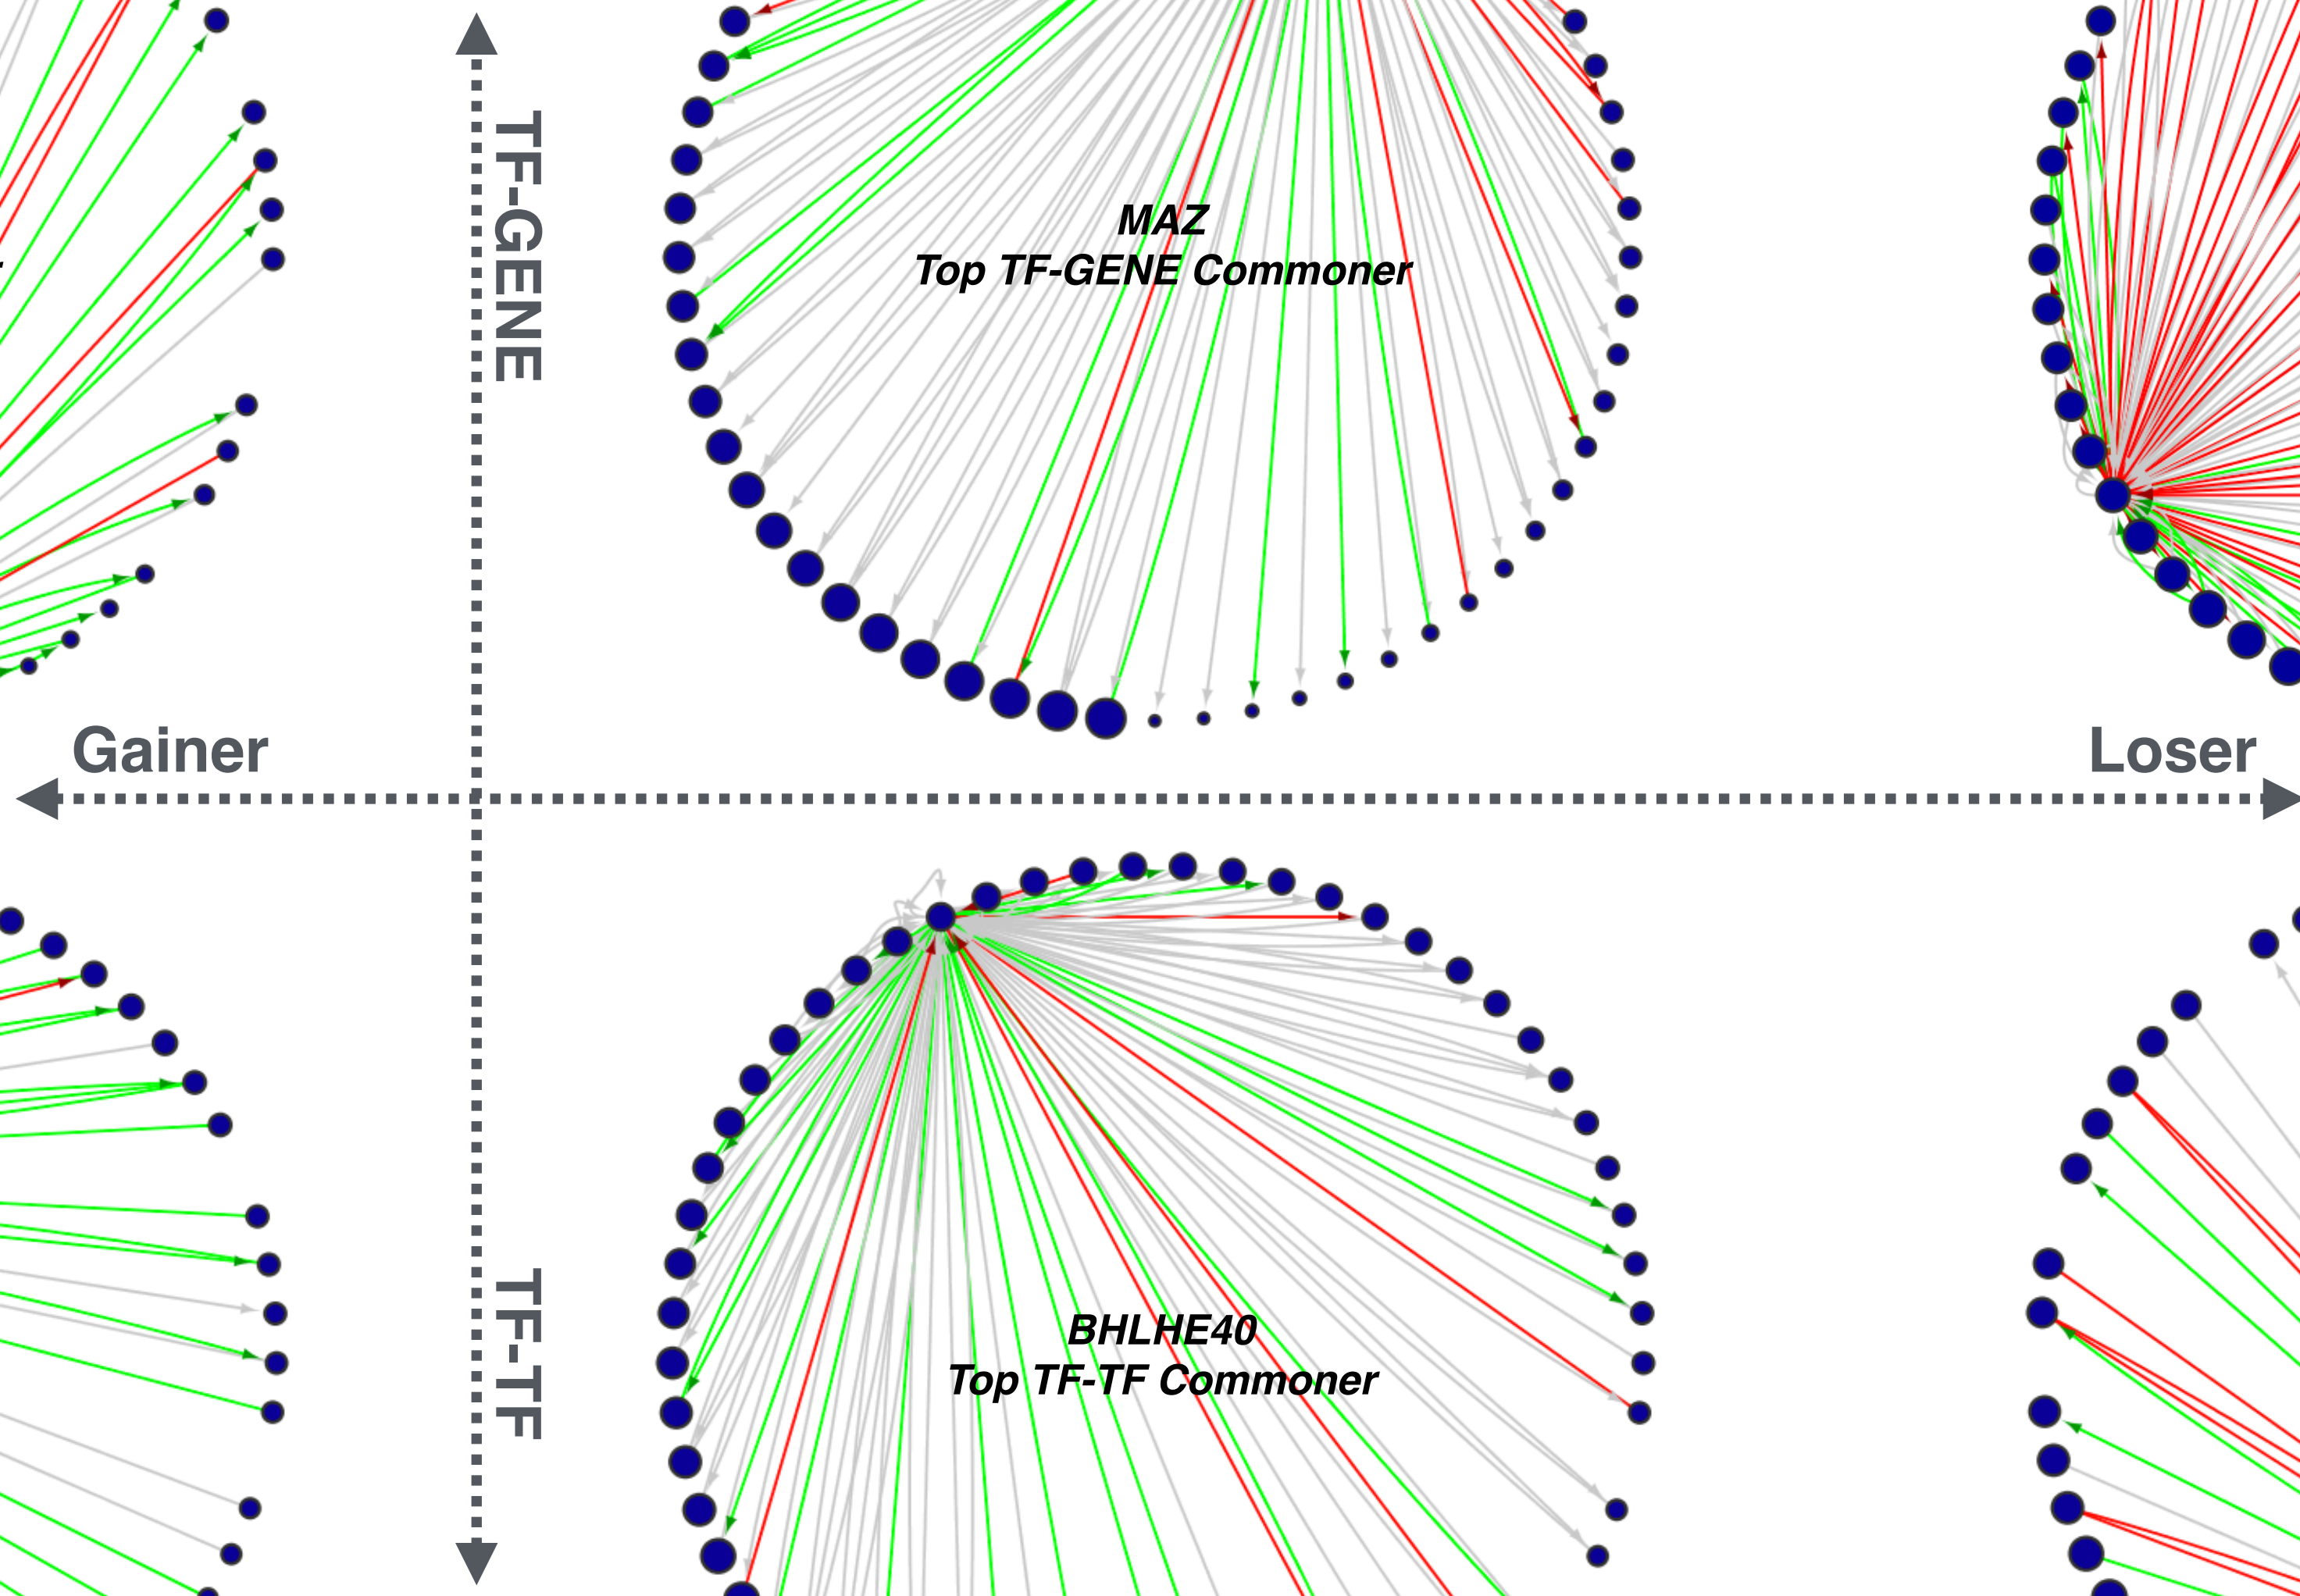 TF-GENE
MAZ
Top TF-GENE Commoner
Gainer
Loser
TF-TF
BHLHE40
Top TF-TF Commoner